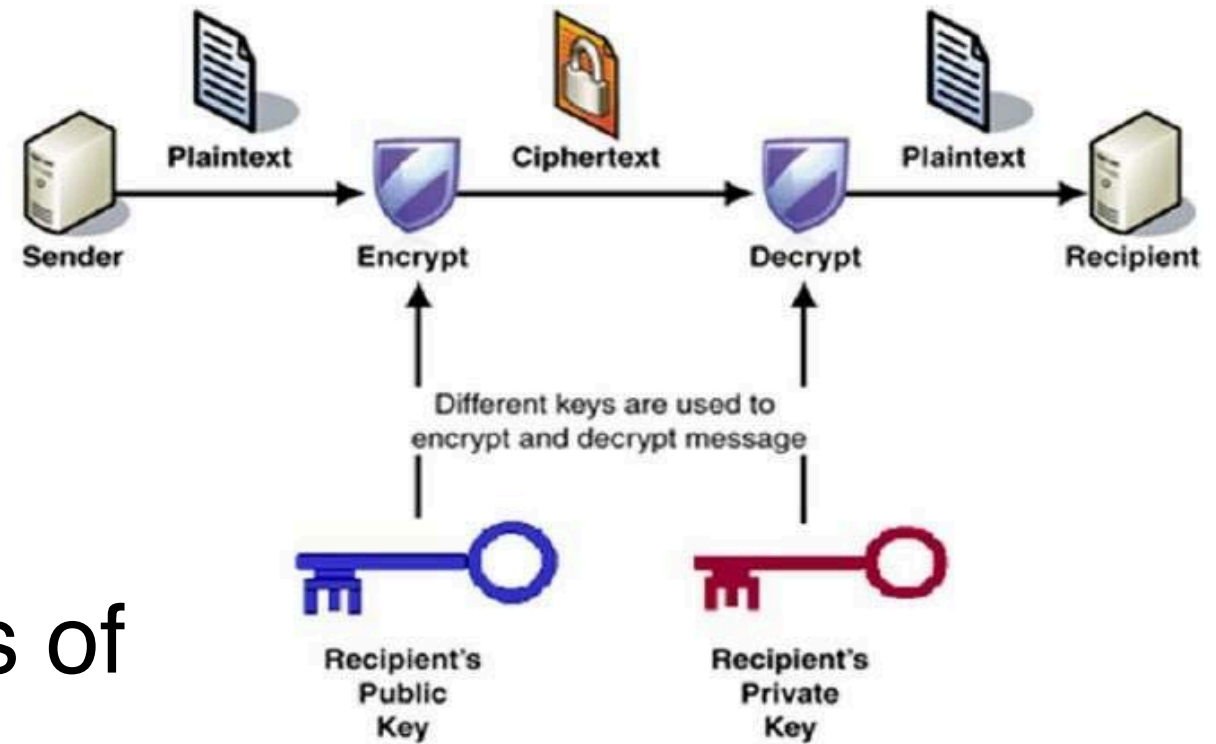 Plaintext
Ciphertext
Plaintext
Sender
Encrypt
Decrypt
Recipient
Different keys are used to
encrypt and decrypt message
s of
Recipient's
Public
Key
Recipient's
Private
Key